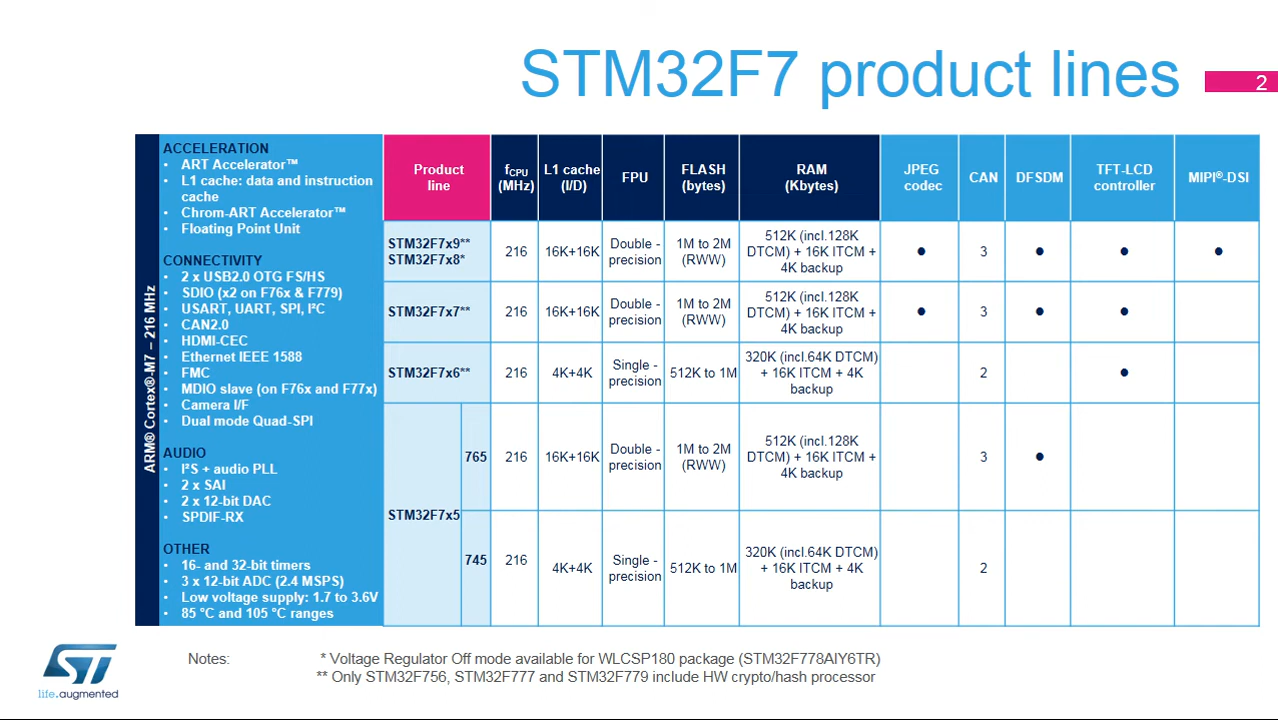 STM32F7 product lines
2
ARM® Cortex®-M7 – 216 MHz
ACCELERATION
• ART Accelerator™
• L1 cache: data and instruction
cache
• Chrom-ART Accelerator™
• Floating Point Unit
CONNECTIVITY
• 2 x USB2.0 OTG FS/HS
• SDIO (x2 on F76x & F779)
• USART, UART, SPI, I²C
• CAN2.0
• HDMI-CEC
• Ethernet IEEE 1588
• FMC
• MDIO slave (on F76x and F77x)
• Camera I/F
• Dual mode Quad-SPI
AUDIO
• I²S + audio PLL
• 2 x SAI
• 2 x 12-bit DAC
• SPDIF-RX
OTHER
• 16- and 32-bit timers
• 3 x 12-bit ADC (2.4 MSPS)
• Low voltage supply: 1.7 to 3.6V
• 85 °C and 105 °C ranges
Product
line
fCPU
(MHz)
L1 cache
(I/D)
FPU
FLASH
(bytes)
RAM
(Kbytes)
JPEG
codec
CAN
DFSDM
TFT-LCD
controller
MIPI®-DSI
STM32F7x9**
STM32F7x8*
216
16K+16K
Double -
precision
1M to 2M
(RWW)
512K (incl.128K
DTCM) + 16K ITCM +
4K backup
●
3
●
●
●
STM32F7x7**
216
16K+16K
Double -
precision
1M to 2M
(RWW)
512K (incl.128K
DTCM) + 16K ITCM +
4K backup
●
3
●
●
STM32F7x6**
216
4K+4K
Single -
precision
512K to 1M
320K (incl.64K DTCM)
+ 16K ITCM + 4K
backup
2
●
STM32F7x5
765
216
16K+16K
Double -
precision
1M to 2M
(RWW)
512K (incl.128K
DTCM) + 16K ITCM +
4K backup
3
●
745
216
4K+4K
Single -
precision
512K to 1M
320K (incl.64K DTCM)
+ 16K ITCM + 4K
backup
2
ST
life.augmented
Notes: * Voltage Regulator Off mode available for WLCSP180 package (STM32F778AIY6TR)
** Only STM32F756, STM32F777 and STM32F779 include HW crypto/hash processor